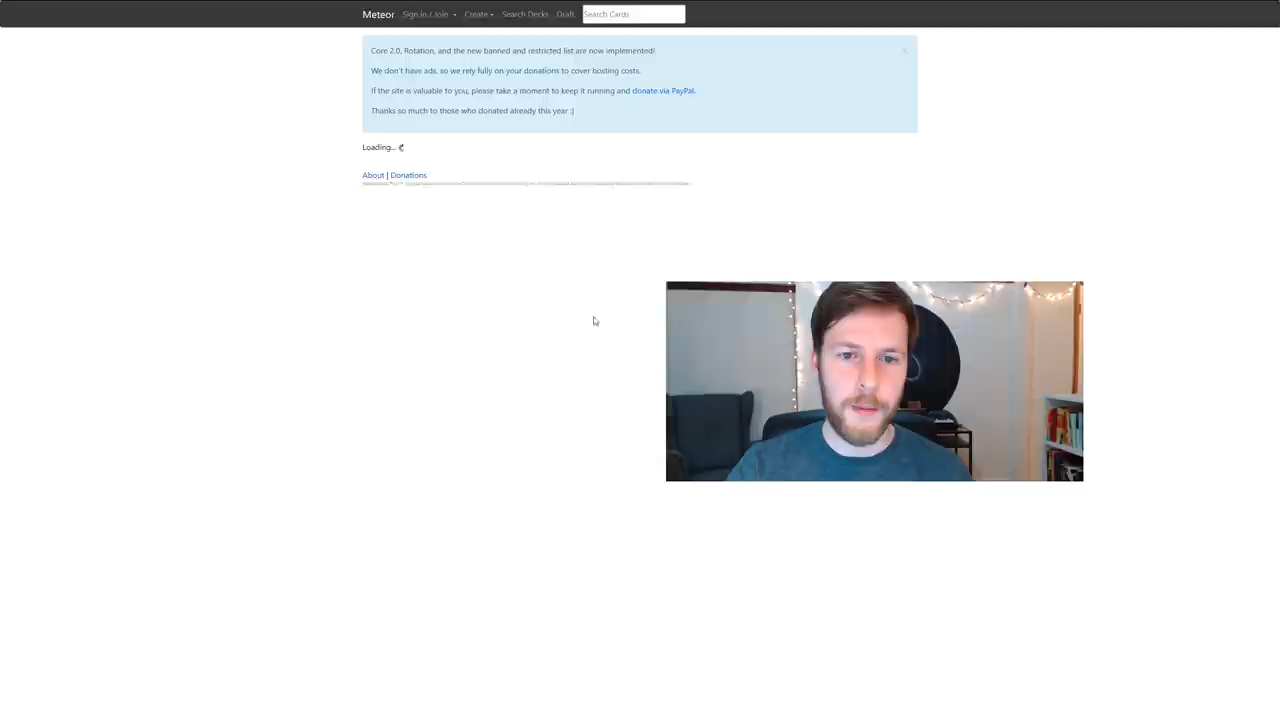 Meteor Sign in / Join Create Search Decks Draft Search Cards
Core 2.0, Rotation, and the new banned and restricted list are now implemented! ×
We don't have ads, so we rely fully on your donations to cover hosting costs.
If the site is valuable to you, please take a moment to keep it running and donate via PayPal.
Thanks so much to those who donated already this year :)
Loading...
About | Donations